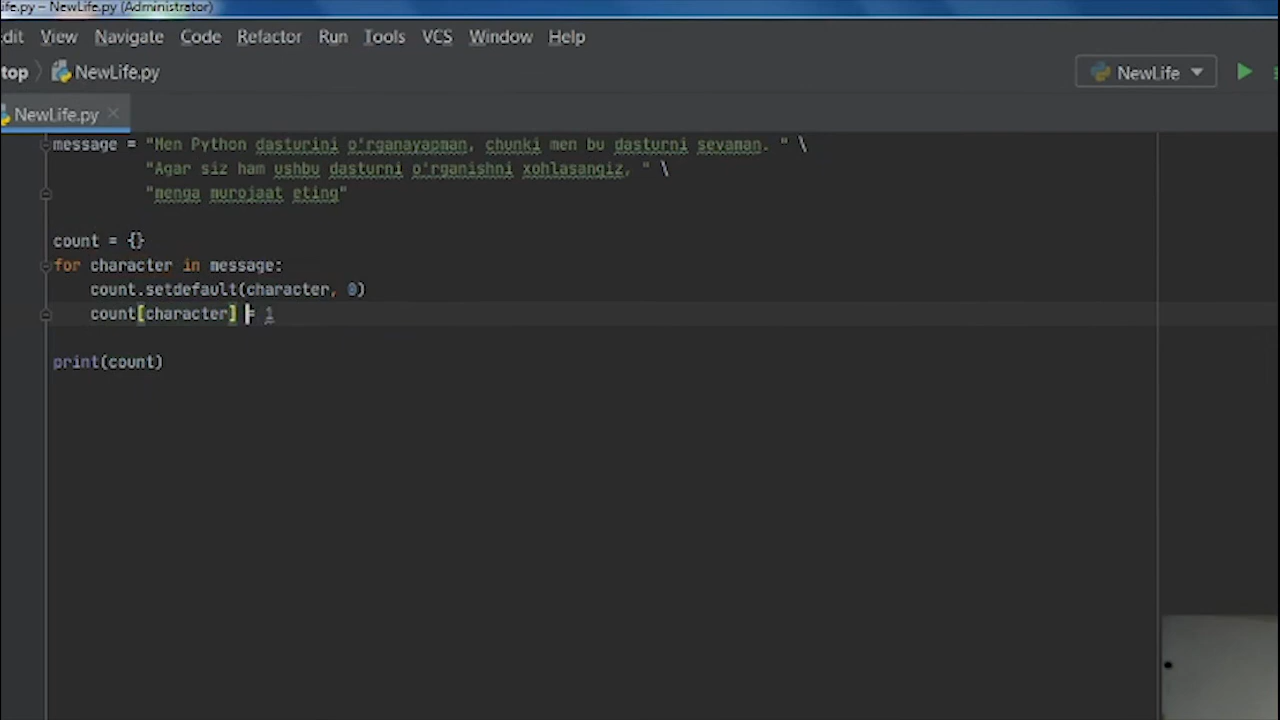 ife.py – NewLife.py (Administrator)
dit View Navigate Code Refactor Run Tools VCS Window Help
top NewLife.py NewLife
NewLife.py
message = "Men Python dasturini o'rganayapman, chunki men bu dasturni sevaman. " \
"Agar siz ham ushbu dasturni o'rganishni xohlasangiz, " \
"menga murojaat eting"
count = {}
for character in message:
count.setdefault(character, 0)
count[character] = 1
print(count)